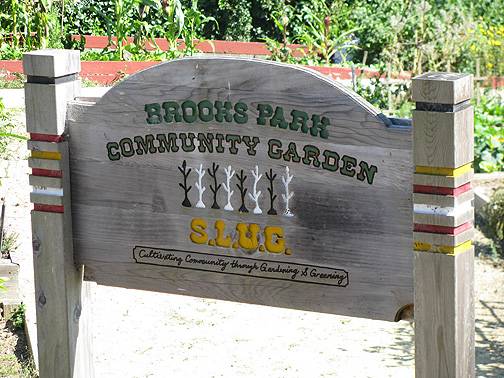 BROOKS PARK
COMMUNITY GARDEN
S.L.U.G.
Cultivating Community through Gardening & Greening